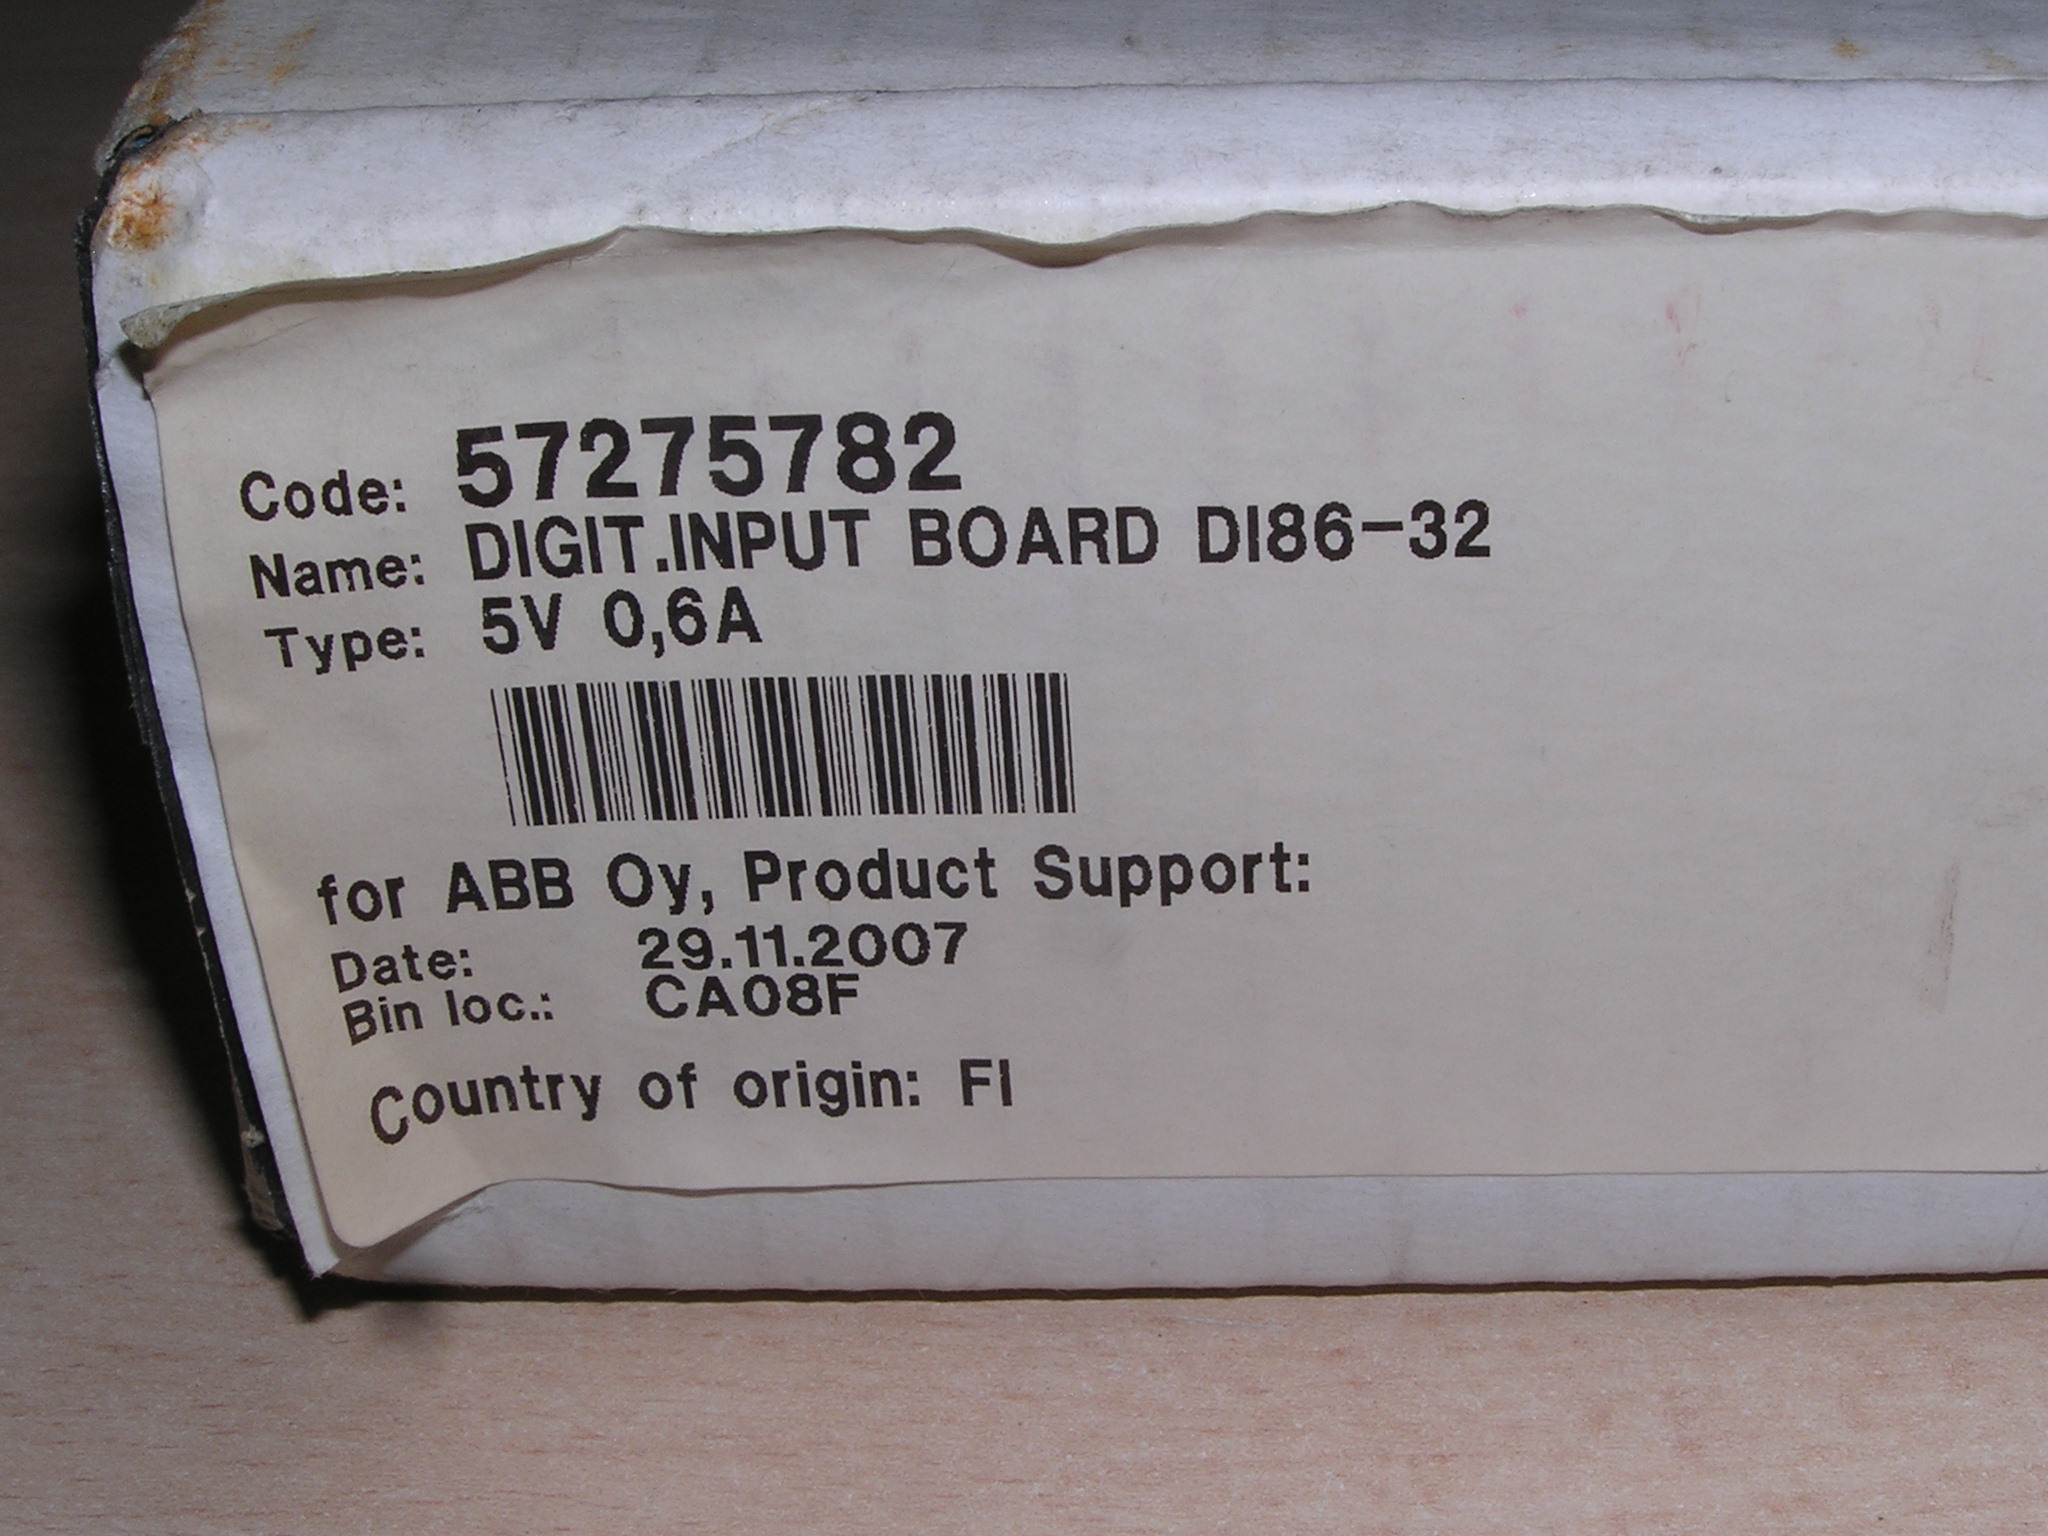 Code: 57275782
Name: DIGIT.INPUT BOARD DI86-32
Type: 5V 0,6A
for ABB Oy, Product Support:
Date: 29.11.2007
Bin loc.: CA08F
Country of origin: FI